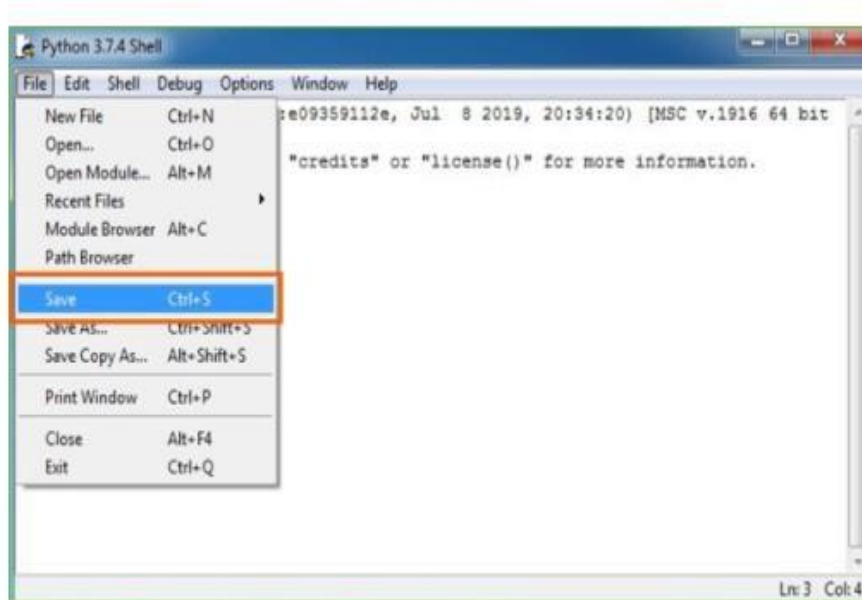 Python 3.7.4 Shell
File Edit Shell Debug Options Window Help
New File Ctrl+N
:e09359112e, Jul 8 2019, 20:34:20) [MSC v.1916 64 bit
Open... Ctrl+O
Open Module... Alt+M
"credits" or "license()" for more information.
Recent Files
Module Browser Alt+C
Path Browser
Save Ctrl+S
Save As... Ctrl+Shift+S
Save Copy As... Alt+Shift+S
Print Window Ctrl+P
Close Alt+F4
Exit Ctrl+Q
Ln: 3 Col: 4